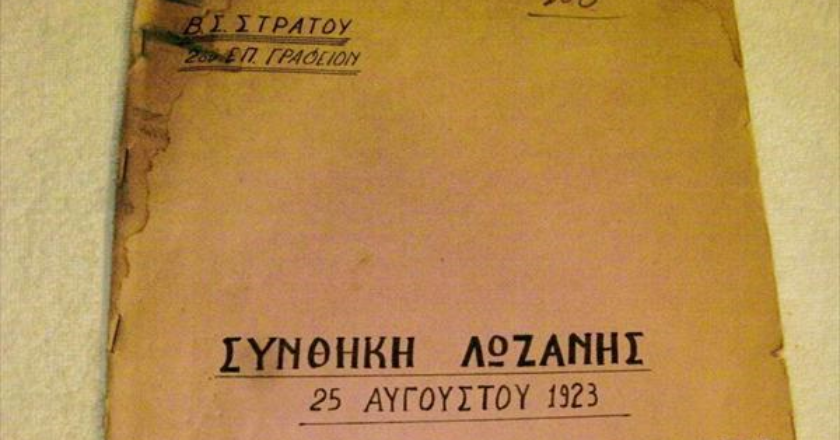 Β.Σ. ΣΤΡΑΤΟΥ
2ον ΕΠ. ΓΡΑΦΕΙΟΝ
ΣΥΝΘΗΚΗ ΛΩΖΑΝΗΣ
25 ΑΥΓΟΥΣΤΟΥ 1923